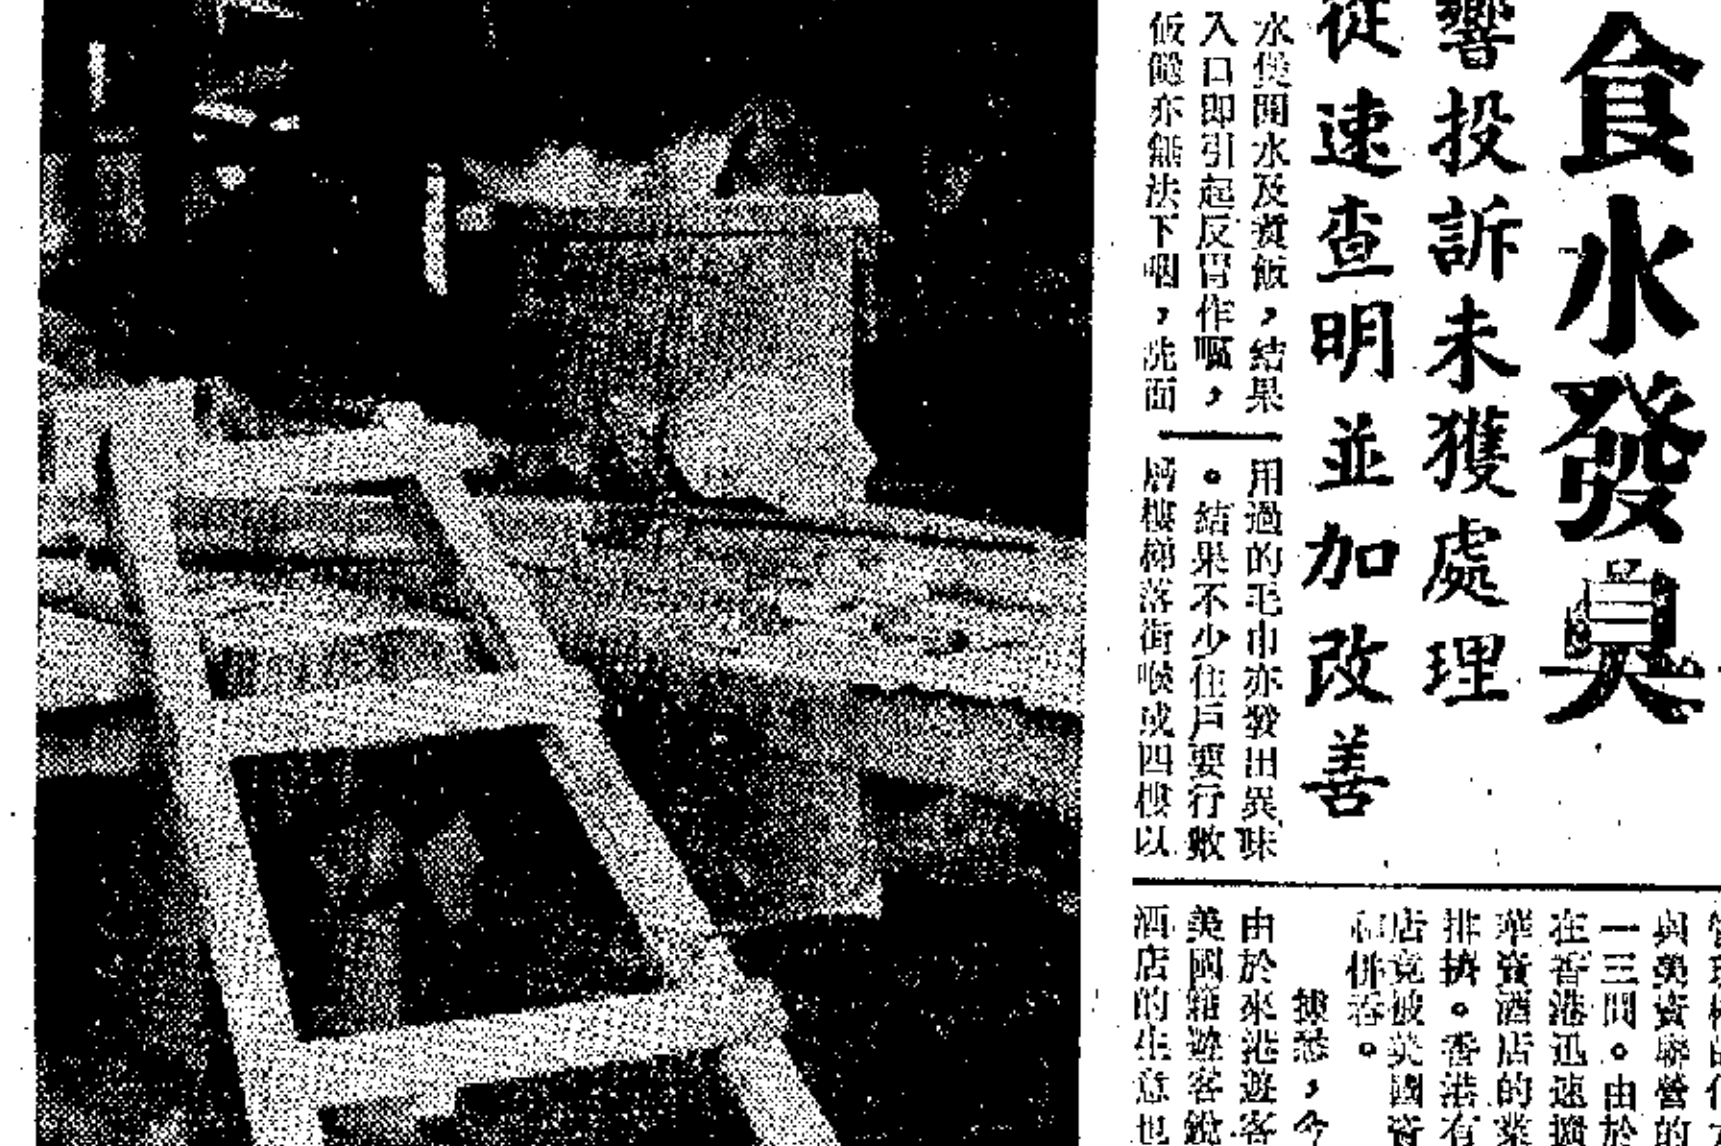 食水發臭
響投訴未獲處理
從速查明並加改善
水煲開水及煮飯，結果
入口即引起反胃作嘔，
飯餸亦無法下咽，洗面
用過的毛巾亦發出異味
。結果不少住戶要行數
層樓梯落街喉或四樓以
與美資聯營的
一三間。由於
在香港迅速擴
華資酒店的業
排擠。香港有
店竟被美國資
併吞。
據悉，今
由於來港遊客
美國籍遊客銳
酒店的生意也